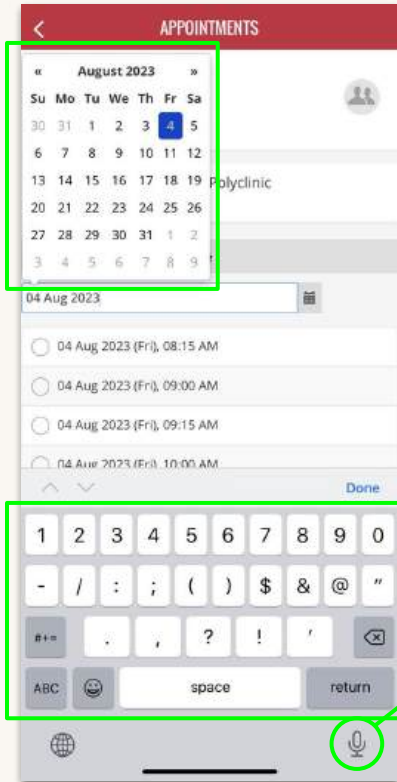 APPOINTMENTS
« August 2023 »
Su Mo Tu We Th Fr Sa
30 31 1 2 3 4 5
6 7 8 9 10 11 12
13 14 15 16 17 18 19
Polyclinic
20 21 22 23 24 25 26
27 28 29 30 31 1 2
3 4 5 6 7 8 9
04 Aug 2023
04 Aug 2023 (Fri), 08:15 AM
04 Aug 2023 (Fri), 09:00 AM
04 Aug 2023 (Fri), 09:15 AM
04 Aug 2023 (Fri), 10:00 AM
Done
1 2 3 4 5 6 7 8 9 0
- / : ; ( ) $ & @ "
#+= . , ? ! '
ABC space return